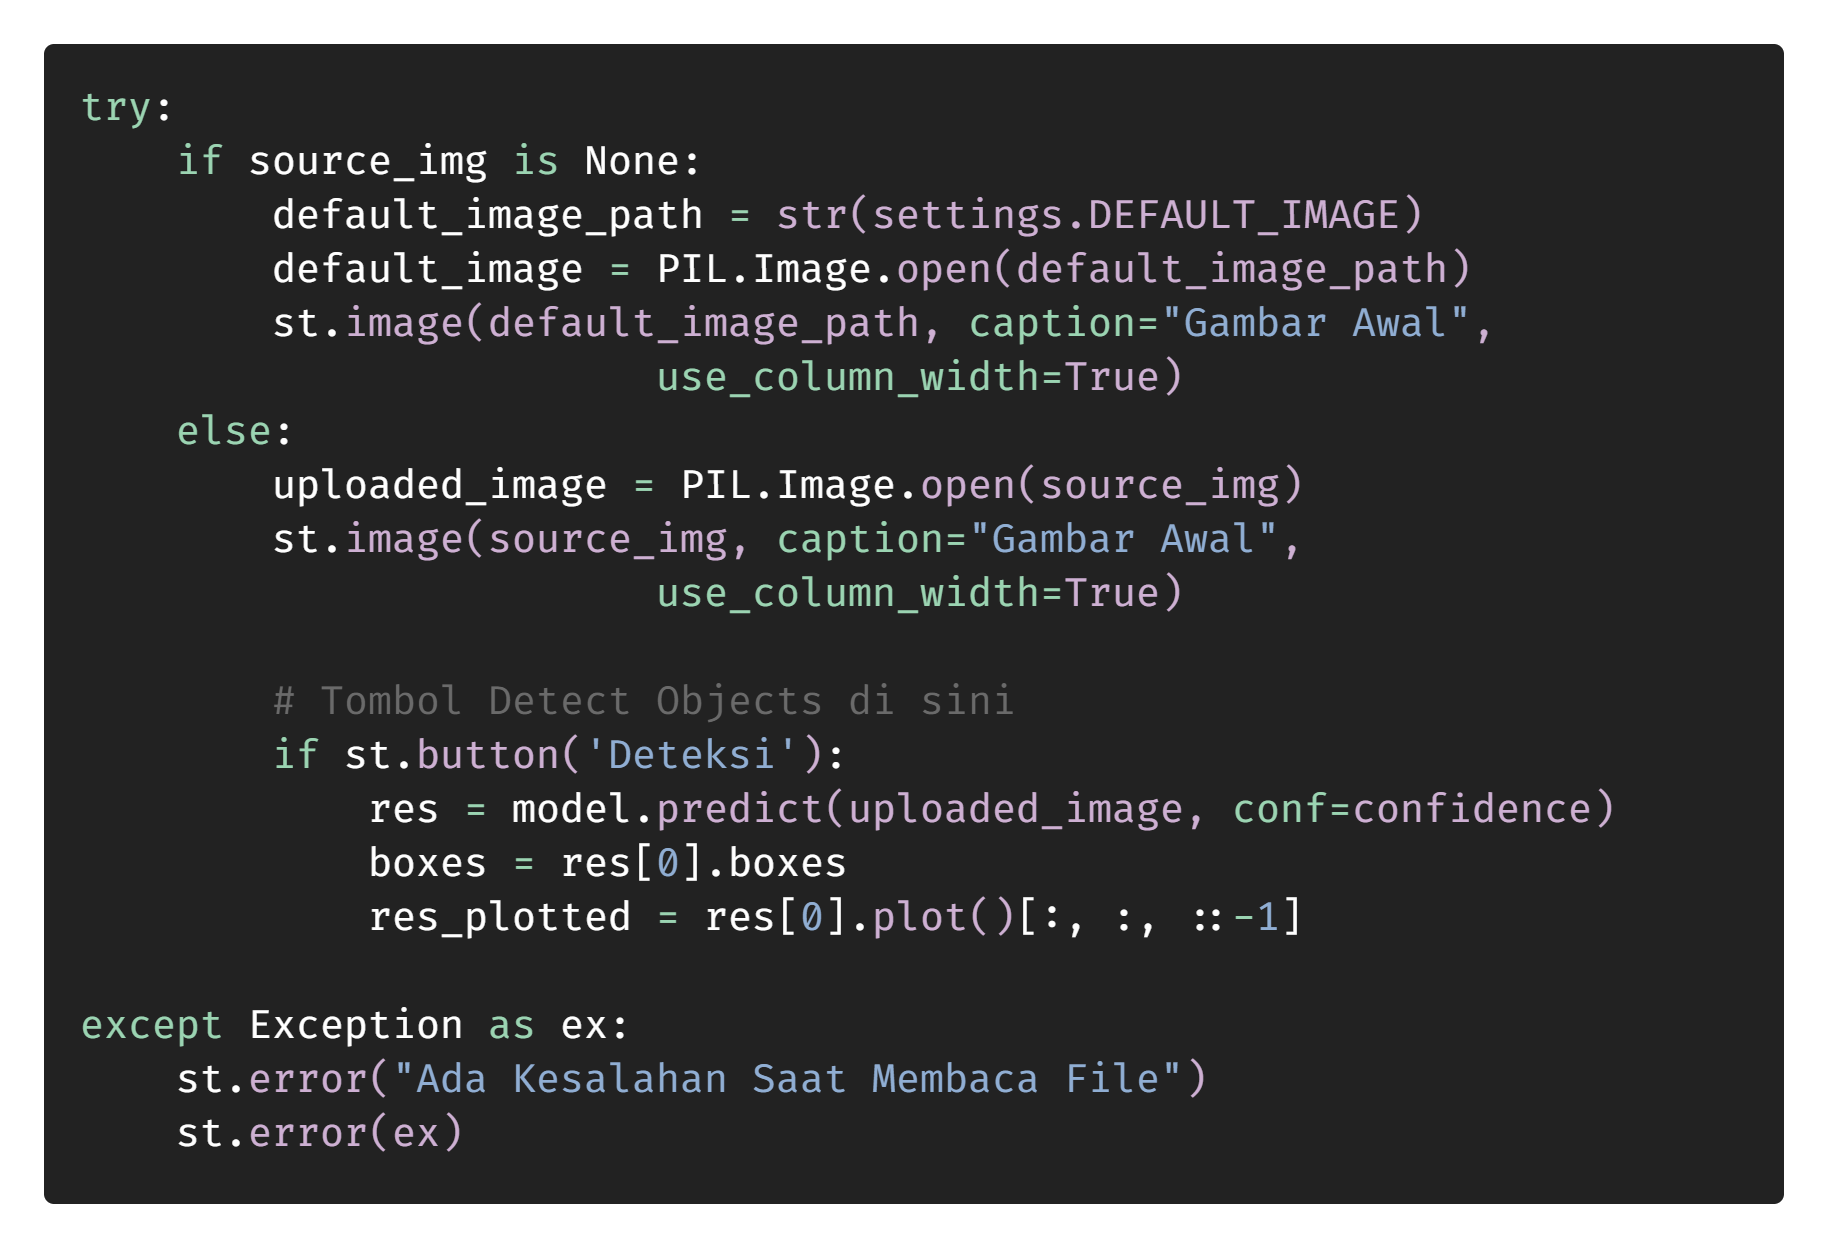 try:
    if source_img is None:
        default_image_path = str(settings.DEFAULT_IMAGE)
        default_image = PIL.Image.open(default_image_path)
        st.image(default_image_path, caption="Gambar Awal",
                        use_column_width=True)
    else:
        uploaded_image = PIL.Image.open(source_img)
        st.image(source_img, caption="Gambar Awal",
                        use_column_width=True)

        # Tombol Detect Objects di sini
        if st.button('Deteksi'):
            res = model.predict(uploaded_image, conf=confidence)
            boxes = res[0].boxes
            res_plotted = res[0].plot()[:, :, ::-1]

except Exception as ex:
    st.error("Ada Kesalahan Saat Membaca File")
    st.error(ex)